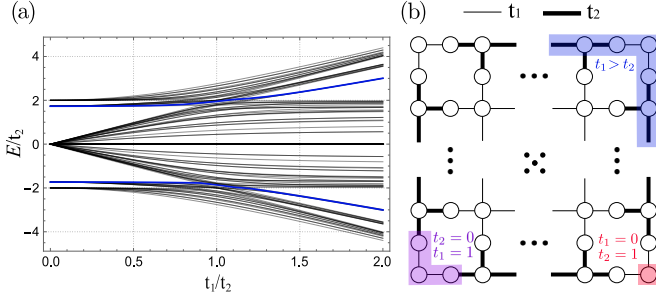 (a)
4
2
0
−2
−4
E/t₂
0.0 0.5 1.0 1.5 2.0
t₁/t₂
(b)
t₁ t₂
t₁ > t₂
t₂ = 0
t₁ = 1
t₁ = 0
t₂ = 1